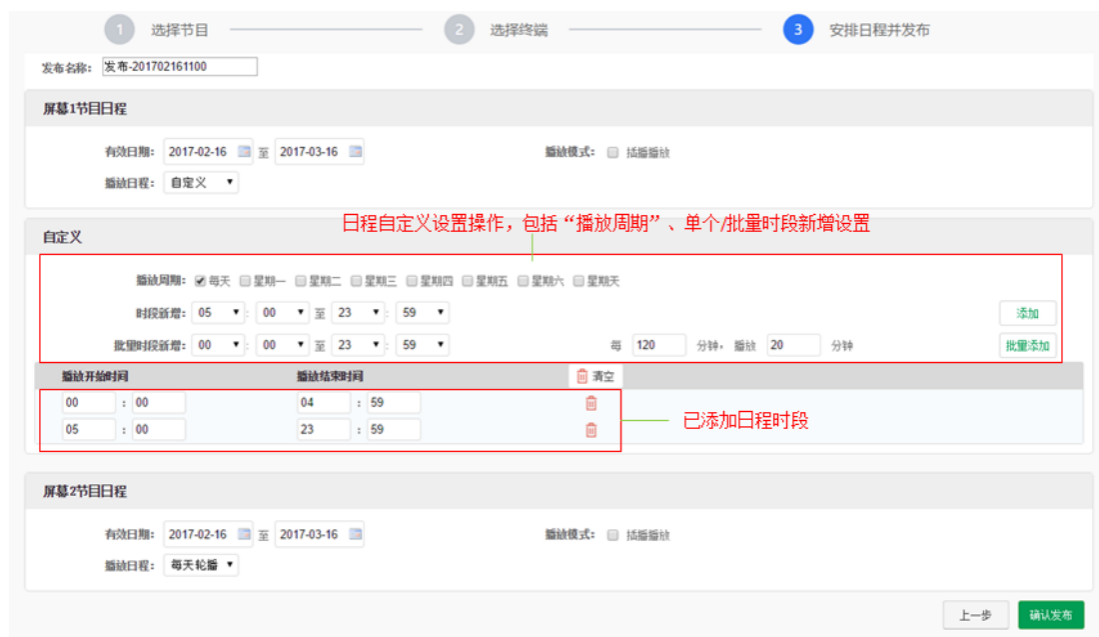 1 选择节目 2 选择终端 3 安排日程并发布
发布名称: 发布-201702161100
屏幕1节目日程
有效日期: 2017-02-16 至 2017-03-16 播放模式: 插播播放
播放日程: 自定义
日程自定义设置操作，包括“播放周期”、单个/批量时段新增设置
自定义
播放周期: 每天 星期一 星期二 星期三 星期四 星期五 星期六 星期天
时段新增: 05 : 00 至 23 : 59 添加
批里时段新增: 00 : 00 至 23 : 59 每 120 分钟，播放 20 分钟 批里添加
播放开始时间 播放结束时间 清空
00 : 00 04 : 59
05 : 00 23 : 59
已添加日程时段
屏幕2节目日程
有效日期: 2017-02-16 至 2017-03-16 播放模式: 插播播放
播放日程: 每天轮播
上一步 确认发布